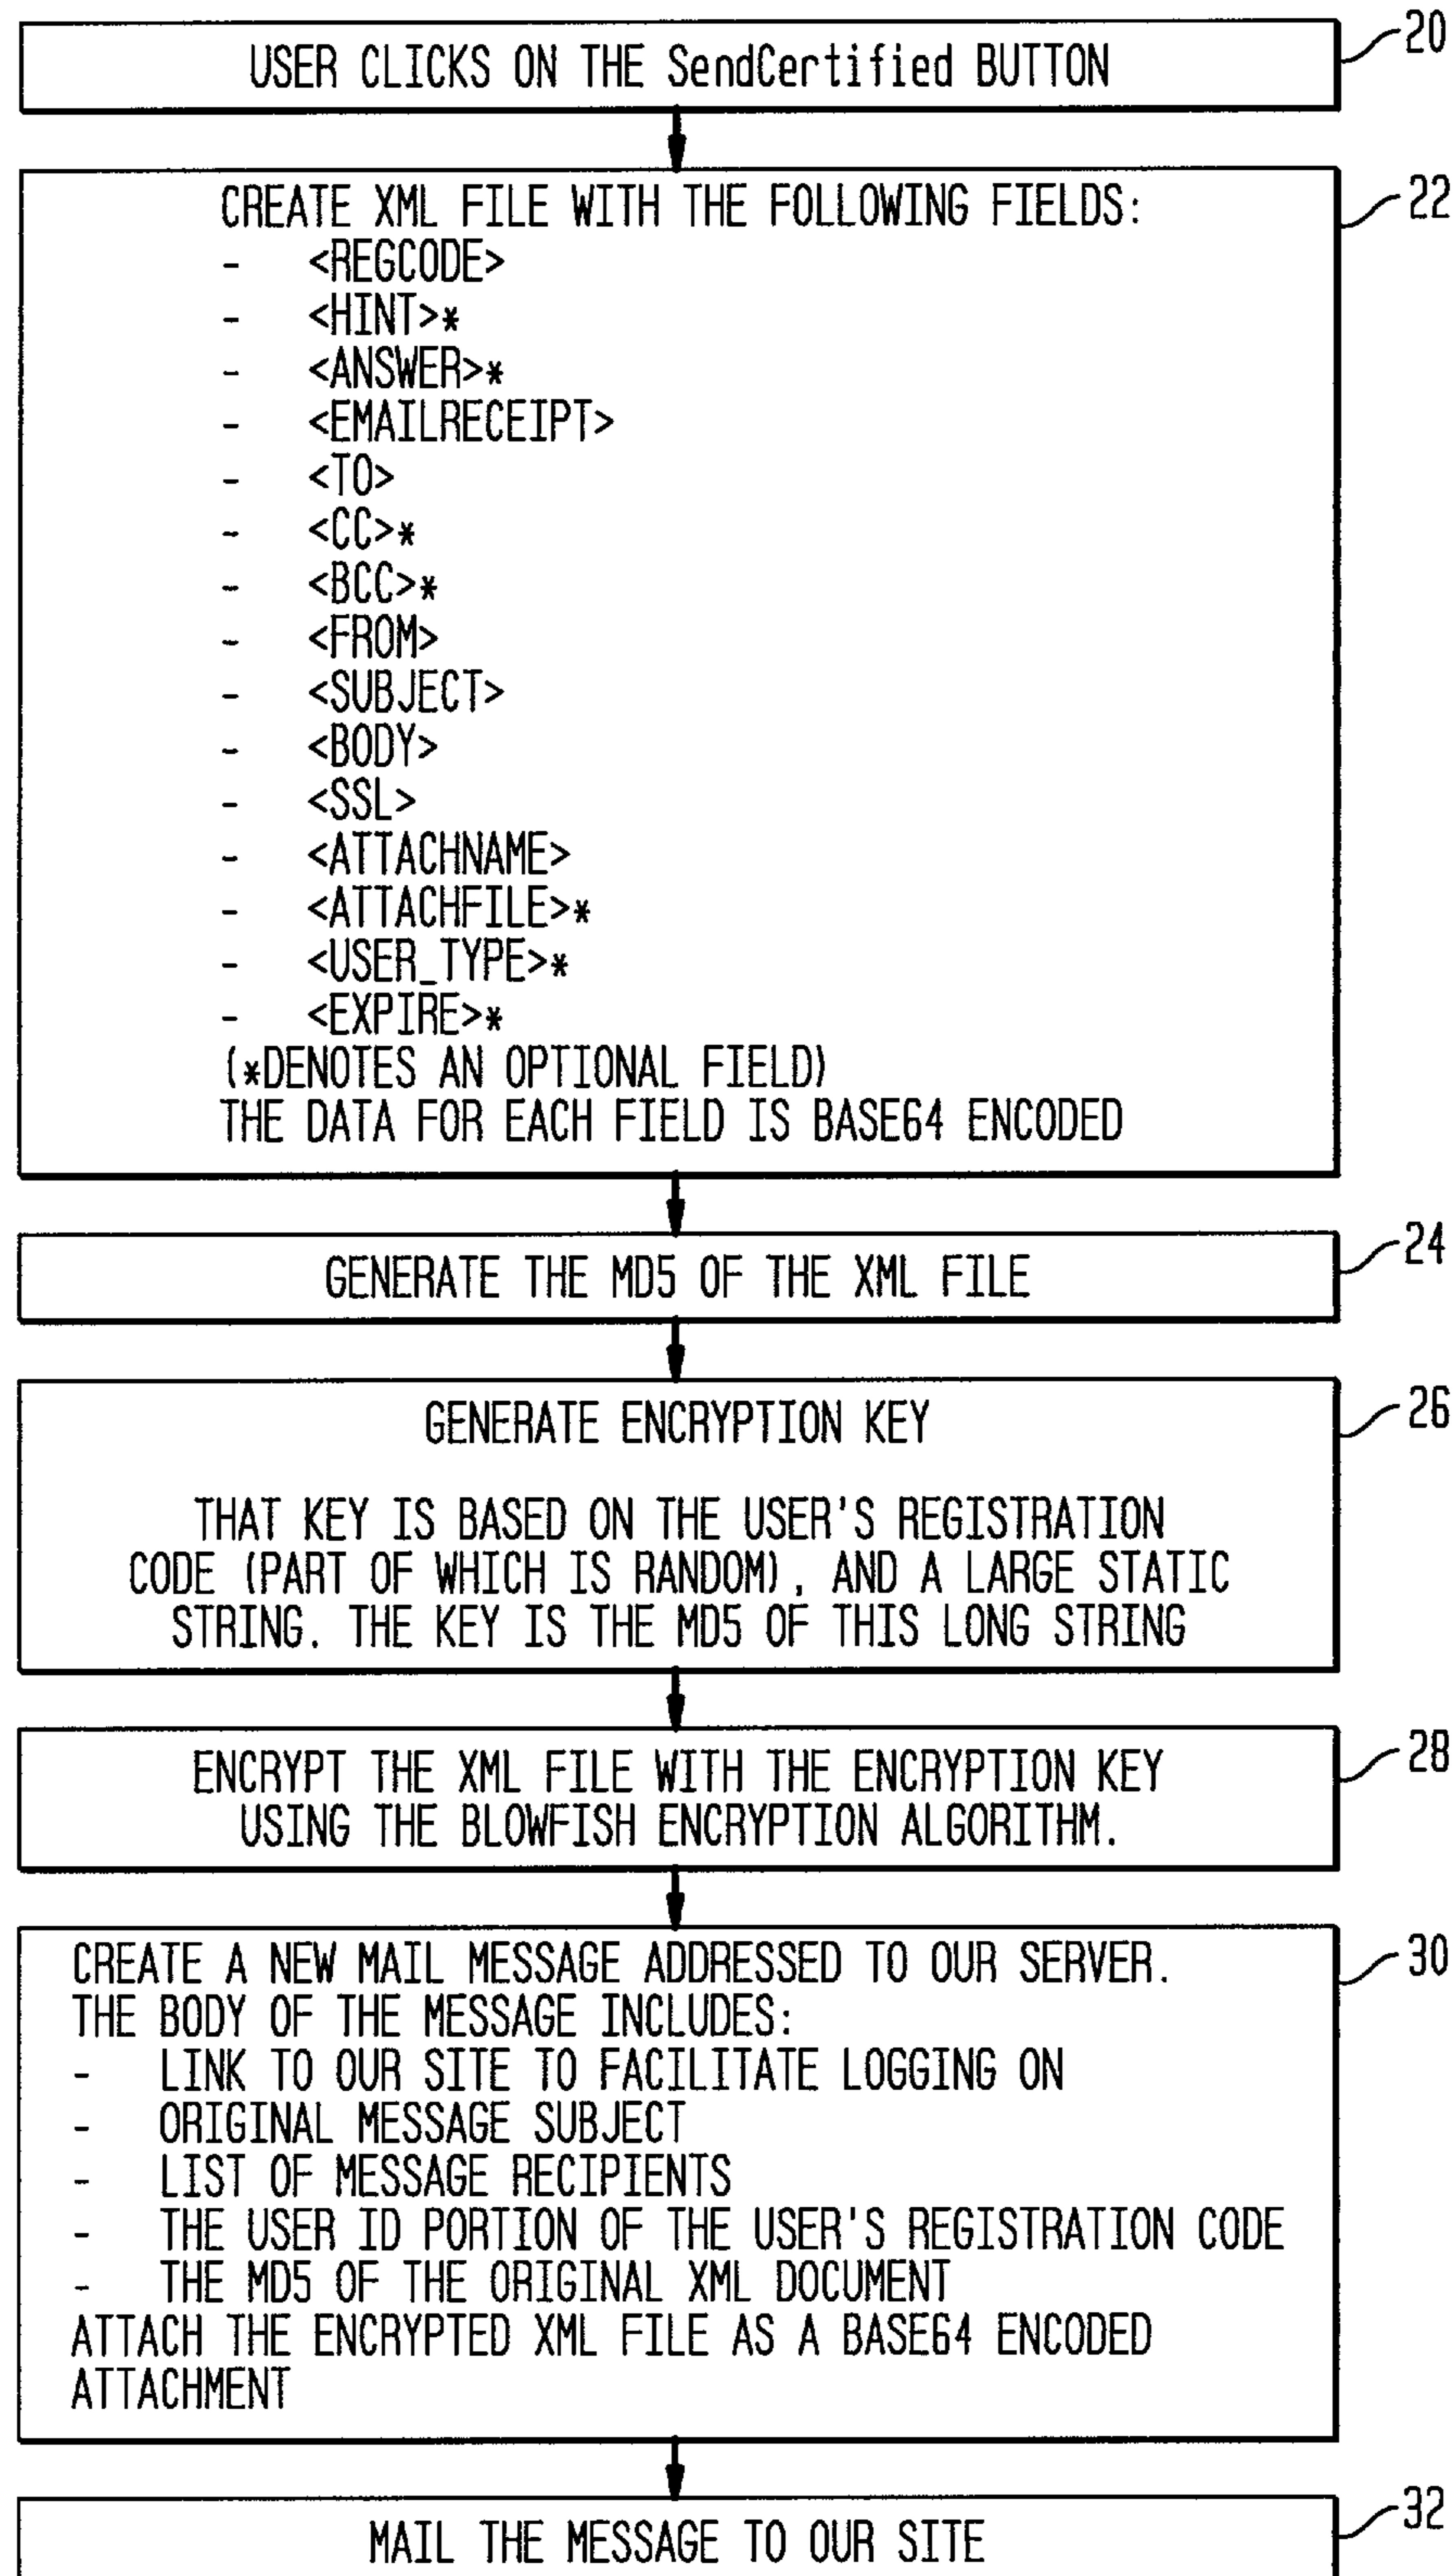 USER CLICKS ON THE SendCertified BUTTON
20
CREATE XML FILE WITH THE FOLLOWING FIELDS:
22
- <REGCODE>
- <HINT>*
- <ANSWER>*
- <EMAILRECEIPT>
- <TO>
- <CC>*
- <BCC>*
- <FROM>
- <SUBJECT>
- <BODY>
- <SSL>
- <ATTACHNAME>
- <ATTACHFILE>*
- <USER_TYPE>*
- <EXPIRE>*
(*DENOTES AN OPTIONAL FIELD)
THE DATA FOR EACH FIELD IS BASE64 ENCODED
GENERATE THE MD5 OF THE XML FILE
24
GENERATE ENCRYPTION KEY
26
THAT KEY IS BASED ON THE USER'S REGISTRATION
CODE (PART OF WHICH IS RANDOM), AND A LARGE STATIC
STRING. THE KEY IS THE MD5 OF THIS LONG STRING
ENCRYPT THE XML FILE WITH THE ENCRYPTION KEY
USING THE BLOWFISH ENCRYPTION ALGORITHM.
28
CREATE A NEW MAIL MESSAGE ADDRESSED TO OUR SERVER.
30
THE BODY OF THE MESSAGE INCLUDES:
- LINK TO OUR SITE TO FACILITATE LOGGING ON
- ORIGINAL MESSAGE SUBJECT
- LIST OF MESSAGE RECIPIENTS
- THE USER ID PORTION OF THE USER'S REGISTRATION CODE
- THE MD5 OF THE ORIGINAL XML DOCUMENT
ATTACH THE ENCRYPTED XML FILE AS A BASE64 ENCODED
ATTACHMENT
MAIL THE MESSAGE TO OUR SITE
32